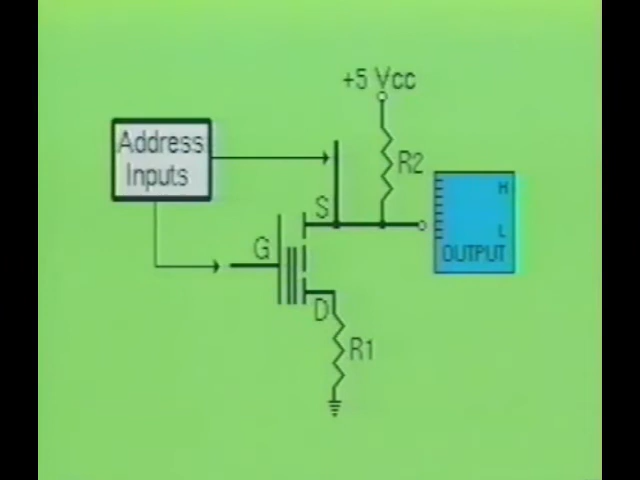 +5 Vcc
Address
Inputs
R2
H
S
L
G
OUTPUT
D
R1